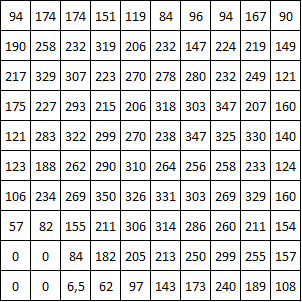 94 174 174 151 119 84 96 94 167 90
190 258 232 319 206 232 147 224 219 149
217 329 307 223 270 278 280 232 249 121
175 227 293 215 206 318 303 347 207 160
121 283 322 299 270 238 347 325 330 140
123 188 262 290 310 264 256 258 233 124
106 234 269 350 326 331 303 269 329 160
57 82 155 211 306 314 286 260 211 154
0 0 84 182 205 213 250 299 255 157
0 0 6,5 62 97 143 173 240 189 108